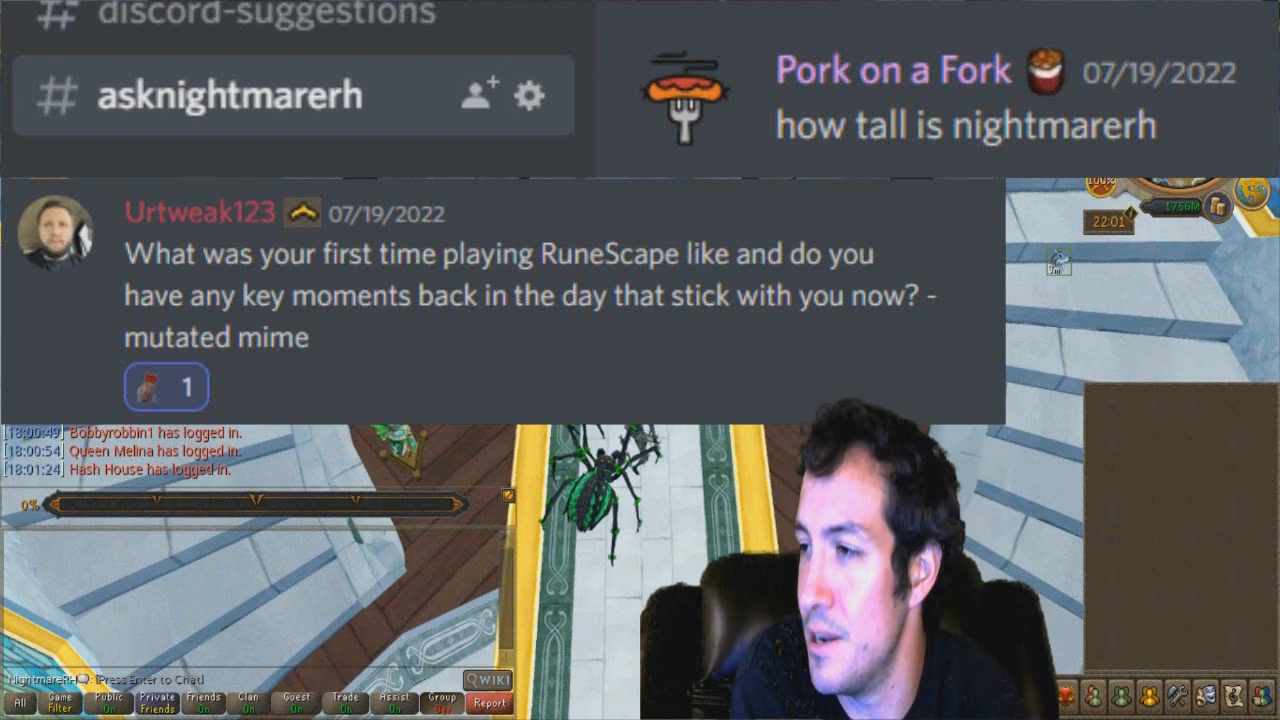 # discord-suggestions
# asknightmarerh
Pork on a Fork 07/19/2022
how tall is nightmarerh
Urtweak123 07/19/2022
What was your first time playing RuneScape like and do you
have any key moments back in the day that stick with you now? -
mutated mime
1
100%
1756M
22:01
[18:00:49] Bobbyrobbin1 has logged in.
[18:00:54] Queen Melina has logged in.
[18:01:24] Hash House has logged in.
0%
NightmareRH - [Press Enter to Chat]
WIKI
All
Game Filter
Public On
Private Friends
Friends On
Clan On
Guest On
Trade On
Assist On
Group Off
Report